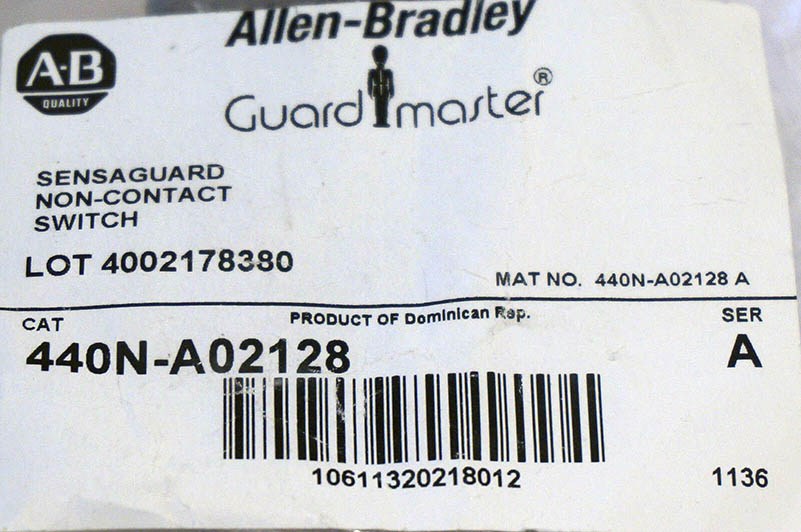 Allen-Bradley
A-B
QUALITY
Guardmaster®
SENSAGUARD
NON-CONTACT
SWITCH
LOT 4002178380
MAT NO. 440N-A02128 A
CAT
PRODUCT OF Dominican Rep.
SER
440N-A02128
A
10611320218012
1136